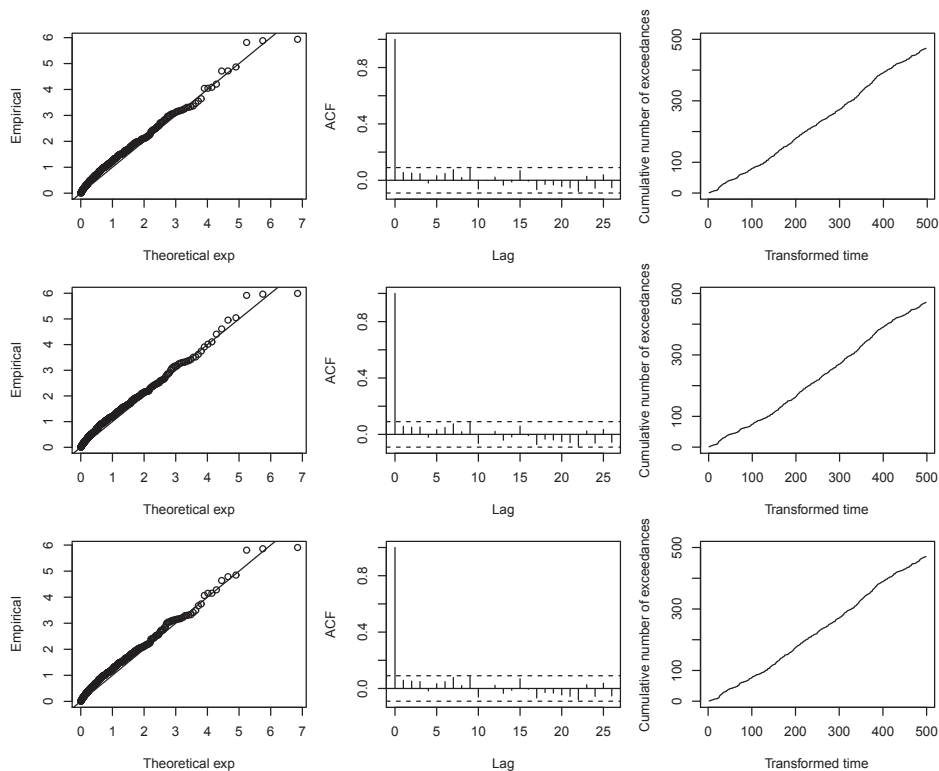 Empirical
6
5
4
3
2
1
0
0 1 2 3 4 5 6 7
Theoretical exp
ACF
0.8
0.4
0.0
0 5 10 15 20 25
Lag
Cumulative number of exceedances
500
300
100
0
0 100 200 300 400 500
Transformed time
Empirical
6
5
4
3
2
1
0
0 1 2 3 4 5 6 7
Theoretical exp
ACF
0.8
0.4
0.0
0 5 10 15 20 25
Lag
Cumulative number of exceedances
500
300
100
0
0 100 200 300 400 500
Transformed time
Empirical
6
5
4
3
2
1
0
0 1 2 3 4 5 6 7
Theoretical exp
ACF
0.8
0.4
0.0
0 5 10 15 20 25
Lag
Cumulative number of exceedances
500
300
100
0
0 100 200 300 400 500
Transformed time